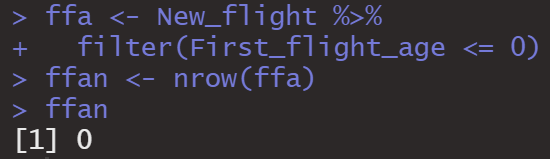 > ffa <- New_flight %>%
+   filter(First_flight_age <= 0)
> ffan <- nrow(ffa)
> ffan
[1] 0